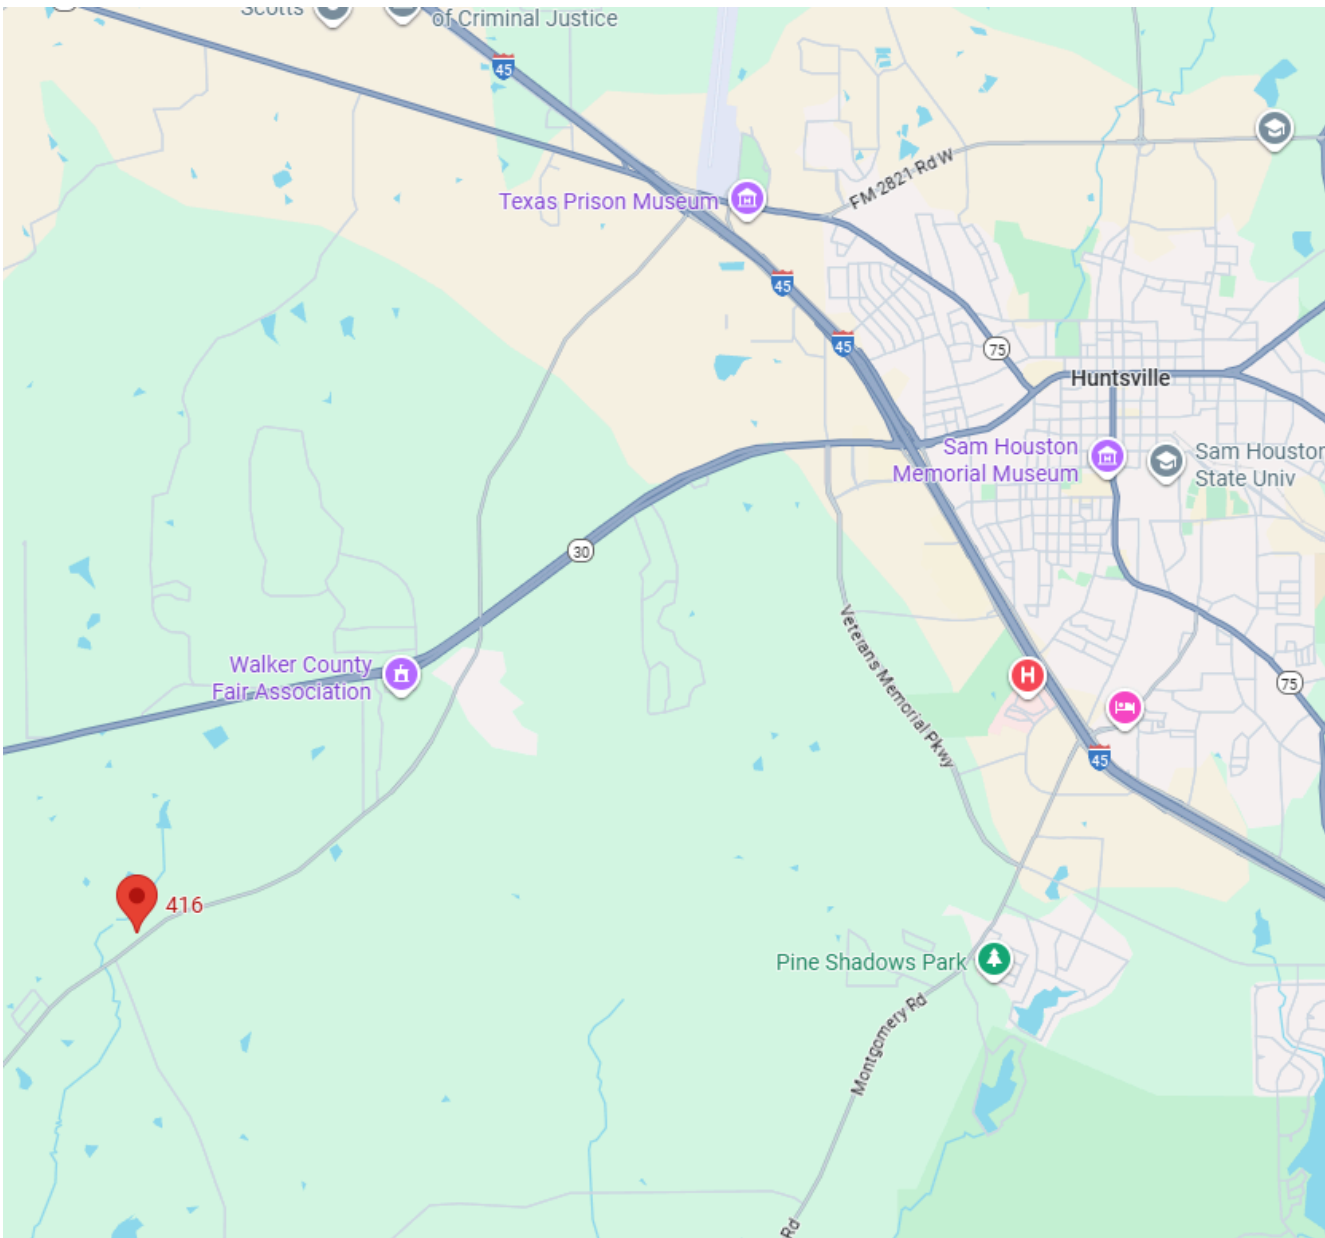 Scotts
of Criminal Justice
45
Texas Prison Museum
FM 2821 Rd W
45
45
75
Huntsville
Sam Houston
Memorial Museum
Sam Houston
State Univ
30
Veterans Memorial Pkwy
Walker County
Fair Association
H
75
45
416
Pine Shadows Park
Montgomery Rd
Rd